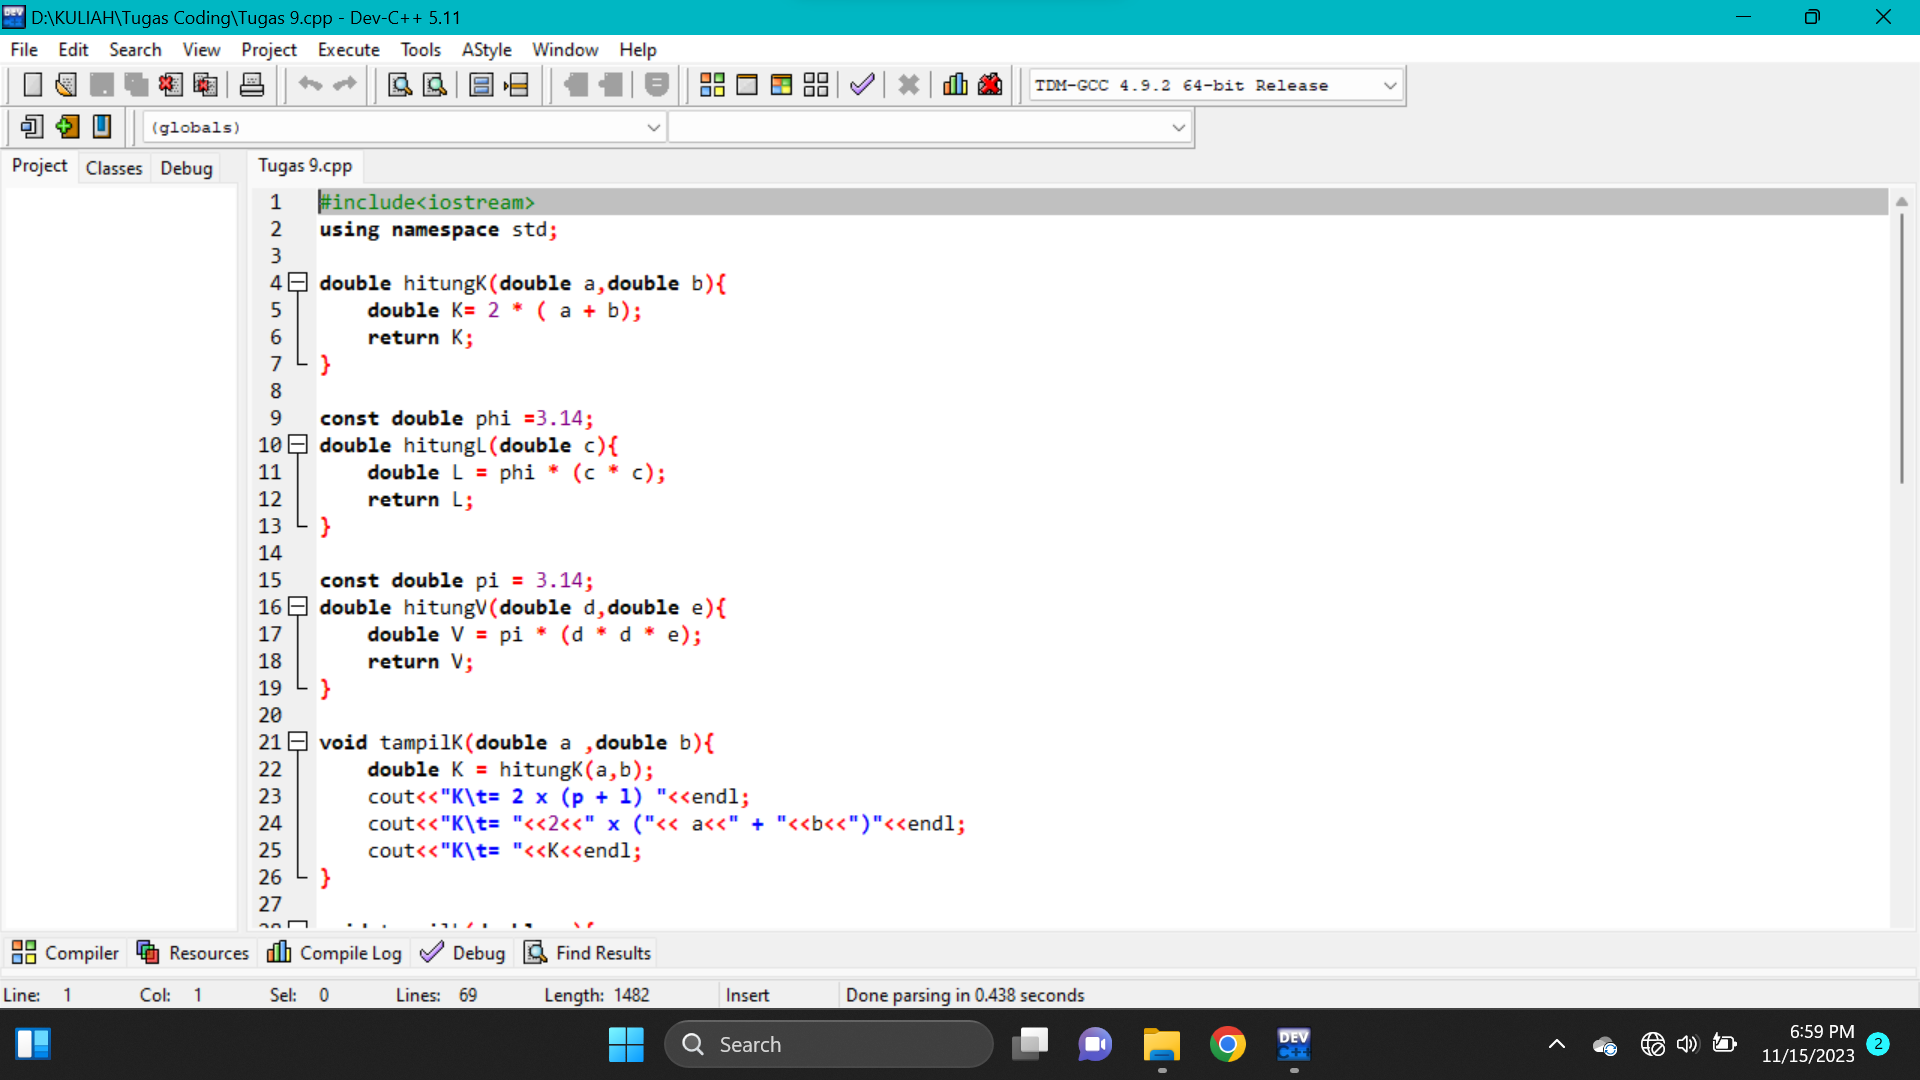 D:\KULIAH\Tugas Coding\Tugas 9.cpp - Dev-C++ 5.11
File Edit Search View Project Execute Tools AStyle Window Help
TDM-GCC 4.9.2 64-bit Release
(globals)
Project Classes Debug Tugas 9.cpp
1 #include<iostream>
2 using namespace std;
3
4 double hitungK(double a,double b){
5 double K= 2 * ( a + b);
6 return K;
7 }
8
9 const double phi =3.14;
10 double hitungL(double c){
11 double L = phi * (c * c);
12 return L;
13 }
14
15 const double pi = 3.14;
16 double hitungV(double d,double e){
17 double V = pi * (d * d * e);
18 return V;
19 }
20
21 void tampilK(double a ,double b){
22 double K = hitungK(a,b);
23 cout<<"K\t= 2 x (p + l) "<<endl;
24 cout<<"K\t= "<<2<<" x ("<< a<<" + "<<b<<")"<<endl;
25 cout<<"K\t= "<<K<<endl;
26 }
27
Compiler Resources Compile Log Debug Find Results
Line: 1 Col: 1 Sel: 0 Lines: 69 Length: 1482 Insert Done parsing in 0.438 seconds
Search
DEV C++
6:59 PM
11/15/2023
2